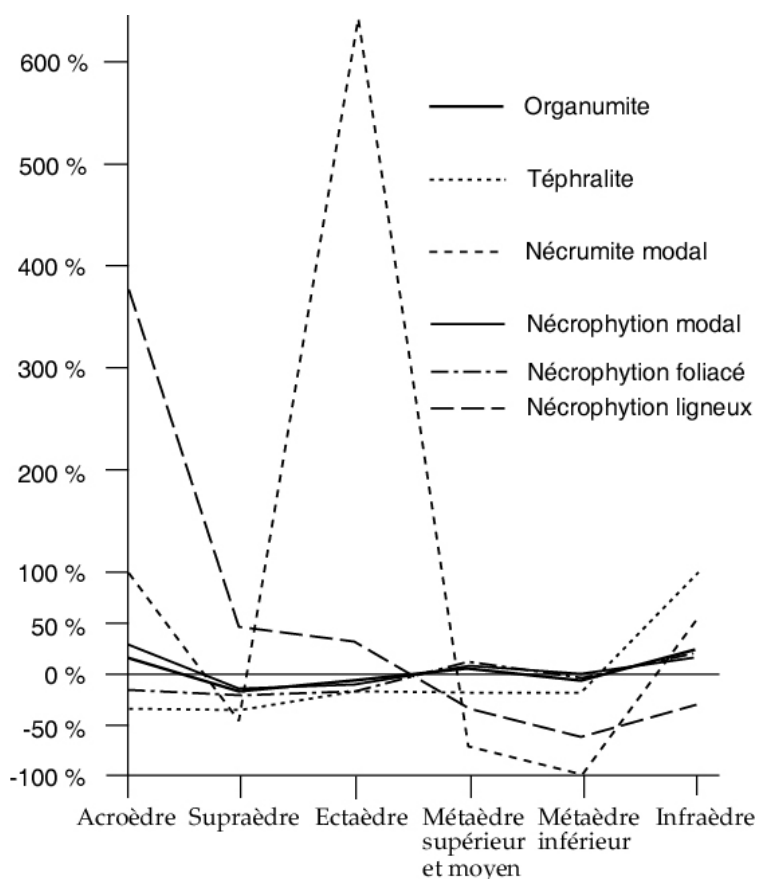 600 %
500 %
400 %
300 %
200 %
100 %
50 %
0 %
-50 %
-100 %
Organumite
Téphralite
Nécrumite modal
Nécrophytion modal
Nécrophytion foliacé
Nécrophytion ligneux
Acroèdre Supraèdre Ectaèdre Métaèdre Métaèdre Infraèdre
supérieur inférieur
et moyen